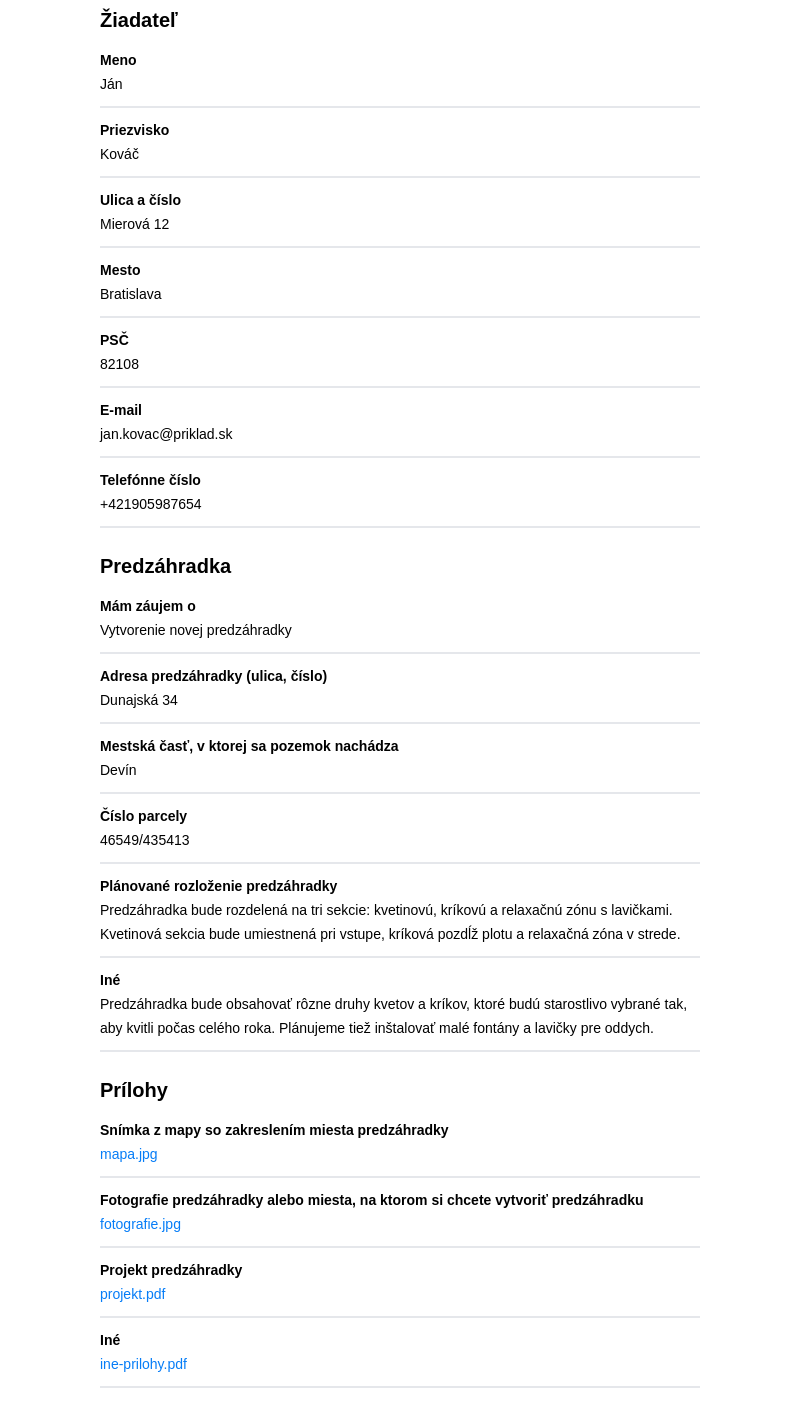 Žiadateľ
Meno
Ján
Priezvisko
Kováč
Ulica a číslo
Mierová 12
Mesto
Bratislava
PSČ
82108
E-mail
jan.kovac@priklad.sk
Telefónne číslo
+421905987654
Predzáhradka
Mám záujem o
Vytvorenie novej predzáhradky
Adresa predzáhradky (ulica, číslo)
Dunajská 34
Mestská časť, v ktorej sa pozemok nachádza
Devín
Číslo parcely
46549/435413
Plánované rozloženie predzáhradky
Predzáhradka bude rozdelená na tri sekcie: kvetinovú, kríkovú a relaxačnú zónu s lavičkami.
Kvetinová sekcia bude umiestnená pri vstupe, kríková pozdĺž plotu a relaxačná zóna v strede.
Iné
Predzáhradka bude obsahovať rôzne druhy kvetov a kríkov, ktoré budú starostlivo vybrané tak,
aby kvitli počas celého roka. Plánujeme tiež inštalovať malé fontány a lavičky pre oddych.
Prílohy
Snímka z mapy so zakreslením miesta predzáhradky
mapa.jpg
Fotografie predzáhradky alebo miesta, na ktorom si chcete vytvoriť predzáhradku
fotografie.jpg
Projekt predzáhradky
projekt.pdf
Iné
ine-prilohy.pdf